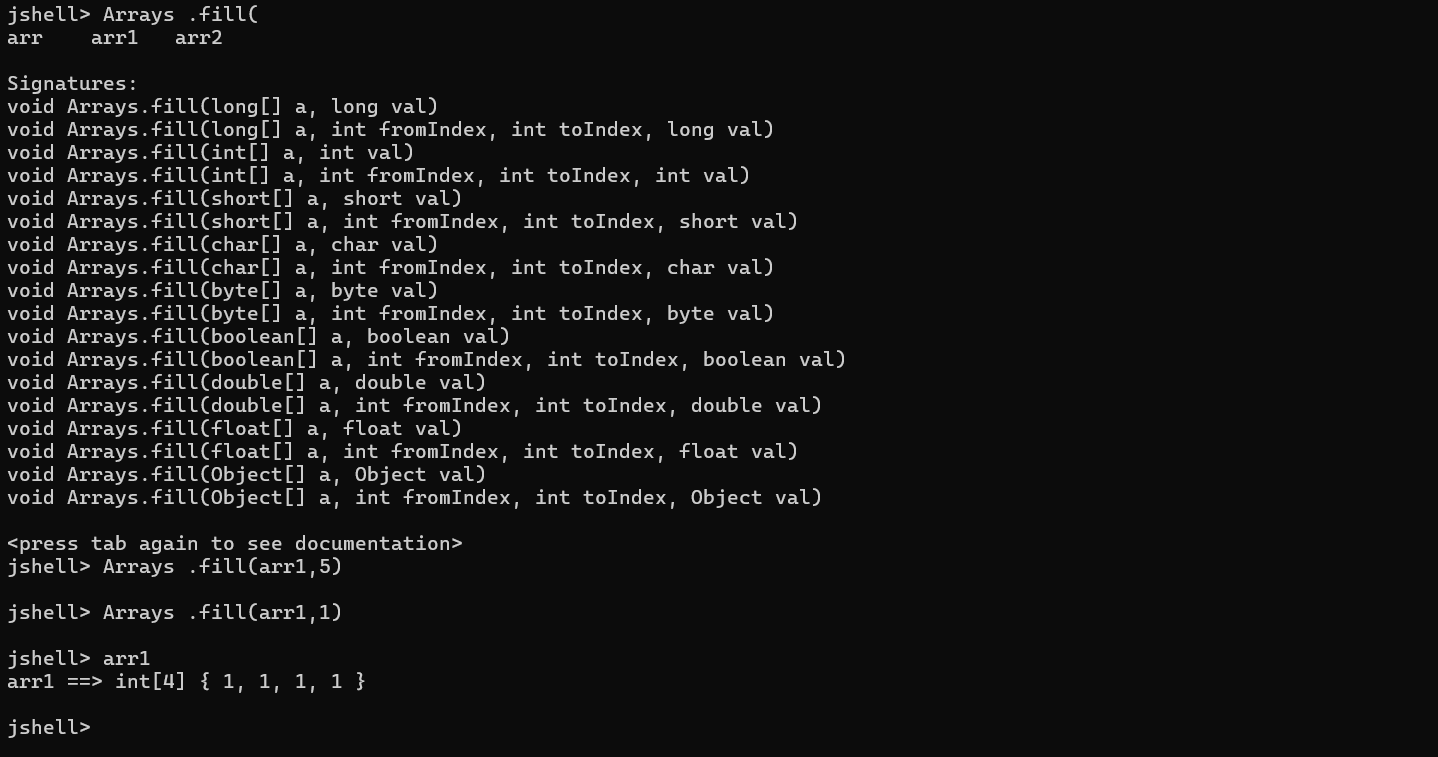 jshell> Arrays .fill(
arr    arr1   arr2
Signatures:
void Arrays.fill(long[] a, long val)
void Arrays.fill(long[] a, int fromIndex, int toIndex, long val)
void Arrays.fill(int[] a, int val)
void Arrays.fill(int[] a, int fromIndex, int toIndex, int val)
void Arrays.fill(short[] a, short val)
void Arrays.fill(short[] a, int fromIndex, int toIndex, short val)
void Arrays.fill(char[] a, char val)
void Arrays.fill(char[] a, int fromIndex, int toIndex, char val)
void Arrays.fill(byte[] a, byte val)
void Arrays.fill(byte[] a, int fromIndex, int toIndex, byte val)
void Arrays.fill(boolean[] a, boolean val)
void Arrays.fill(boolean[] a, int fromIndex, int toIndex, boolean val)
void Arrays.fill(double[] a, double val)
void Arrays.fill(double[] a, int fromIndex, int toIndex, double val)
void Arrays.fill(float[] a, float val)
void Arrays.fill(float[] a, int fromIndex, int toIndex, float val)
void Arrays.fill(Object[] a, Object val)
void Arrays.fill(Object[] a, int fromIndex, int toIndex, Object val)
<press tab again to see documentation>
jshell> Arrays .fill(arr1,5)
jshell> Arrays .fill(arr1,1)
jshell> arr1
arr1 ==> int[4] { 1, 1, 1, 1 }
jshell>